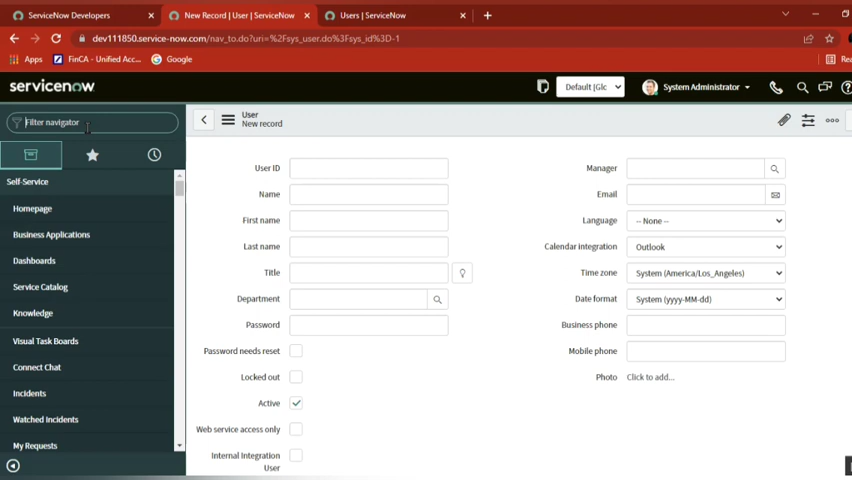 ServiceNow Developers
New Record | User | ServiceNow
Users | ServiceNow
dev111850.service-now.com/nav_to.do?uri=%2Fsys_user.do%3Fsys_id%3D-1
Apps
FinCA - Unified Acc...
Google
servicenow
Default [Glc
System Administrator
Filter navigator
User
New record
Self-Service
Homepage
Business Applications
Dashboards
Service Catalog
Knowledge
Visual Task Boards
Connect Chat
Incidents
Watched Incidents
My Requests
User ID
Name
First name
Last name
Title
Department
Password
Password needs reset
Locked out
Active
Web service access only
Internal Integration
User
Manager
Email
Language
-- None --
Calendar integration
Outlook
Time zone
System (America/Los_Angeles)
Date format
System (yyyy-MM-dd)
Business phone
Mobile phone
Photo
Click to add...